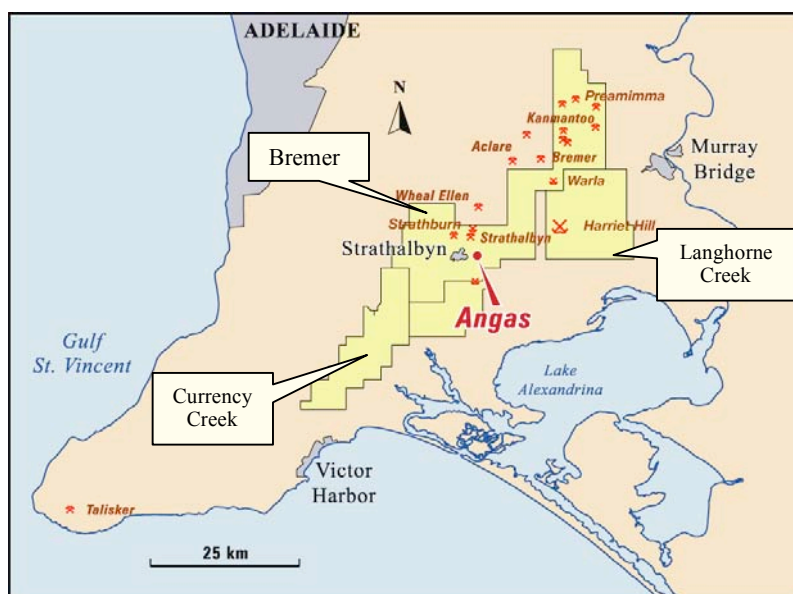 ADELAIDE
N
Preamimma
Kanmantoo
Aclare
Bremer
Murray
Bridge
Bremer
Warla
Wheal Ellen
Strathburn
Strathalbyn
Harriet Hill
Strathalbyn
Langhorne
Creek
Angas
Gulf
St. Vincent
Lake
Alexandrina
Currency
Creek
Victor
Harbor
Talisker
25 km